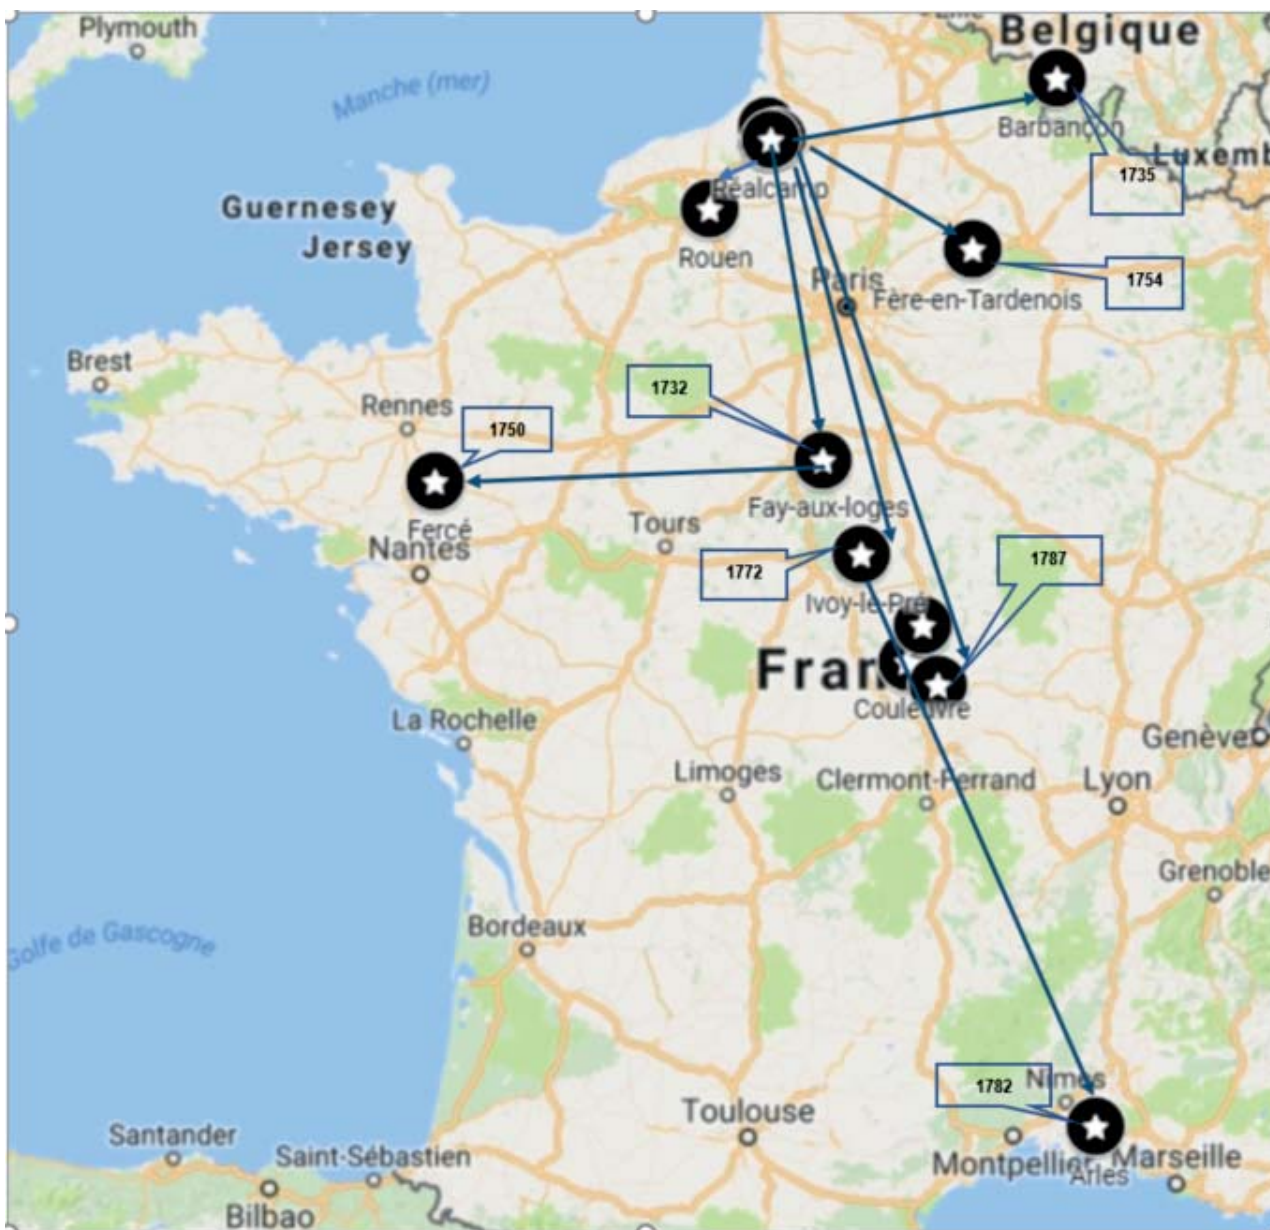 Plymouth
Manche (mer)
Belgique
Barbançon
Luxemb
1735
Réalcamp
Guernesey
Jersey
Rouen
Paris
Fère-en-Tardenois
1754
Brest
Rennes
1732
1750
Fay-aux-loges
Fercé
Nantes
Tours
1772
1787
Ivoy-le-Pré
Fran
Couleuvre
La Rochelle
Genève
Limoges
Clermont-Ferrand
Lyon
Grenoble
Bordeaux
Golfe de Gascogne
1782
Nîmes
Toulouse
Montpellier
Marseille
Arles
Santander
Saint-Sébastien
Bilbao